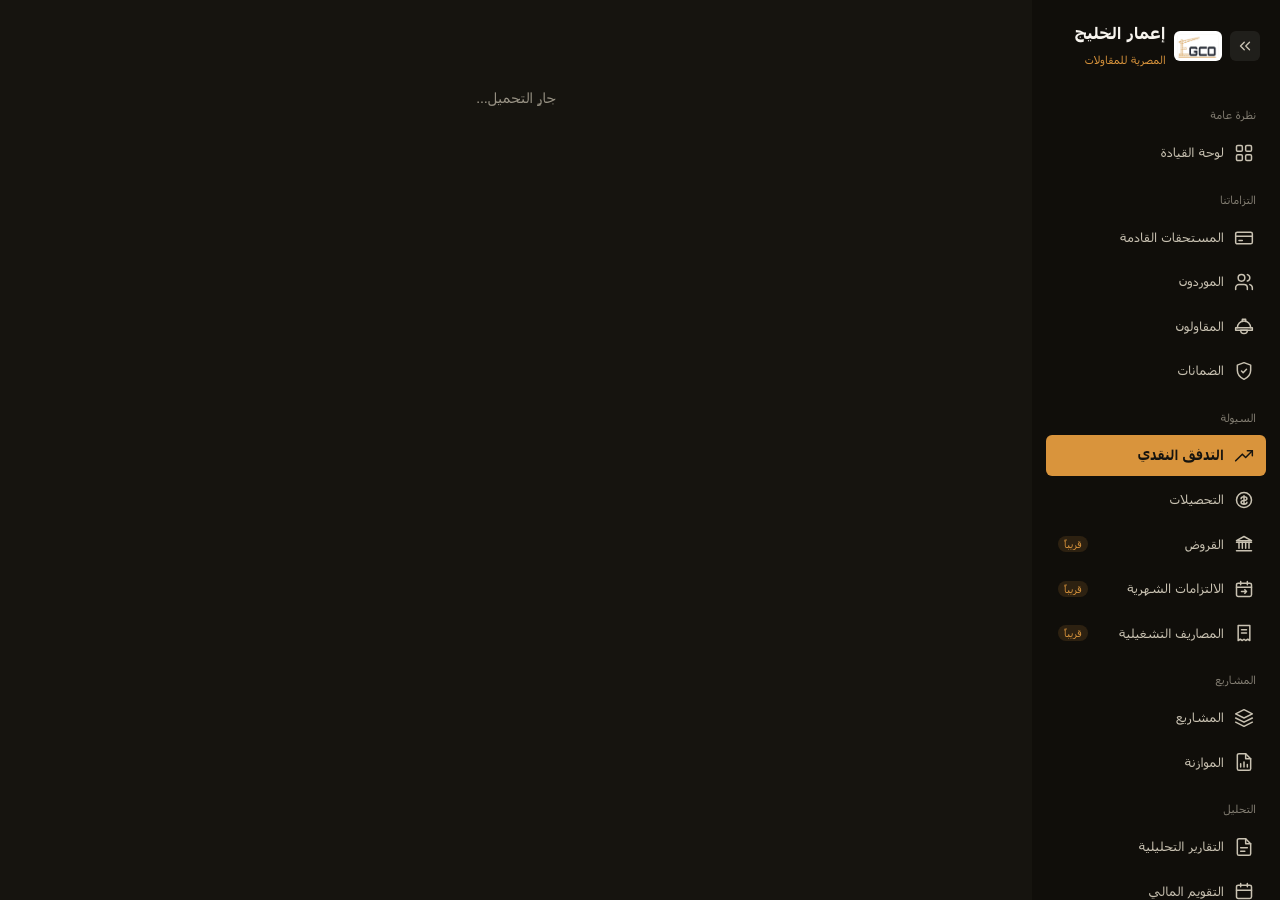 إعمار الخليج
المصرية للمقاولات
GCO
جارٍ التحميل...
نظرة عامة
لوحة القيادة
التزاماتنا
المستحقات القادمة
الموردون
المقاولون
الضمانات
السيولة
التدفق النقدي
التحصيلات
القروض قريباً
الالتزامات الشهرية قريباً
المصاريف التشغيلية قريباً
المشاريع
المشاريع
الموازنة
التحليل
التقارير التحليلية
التقويم المالي